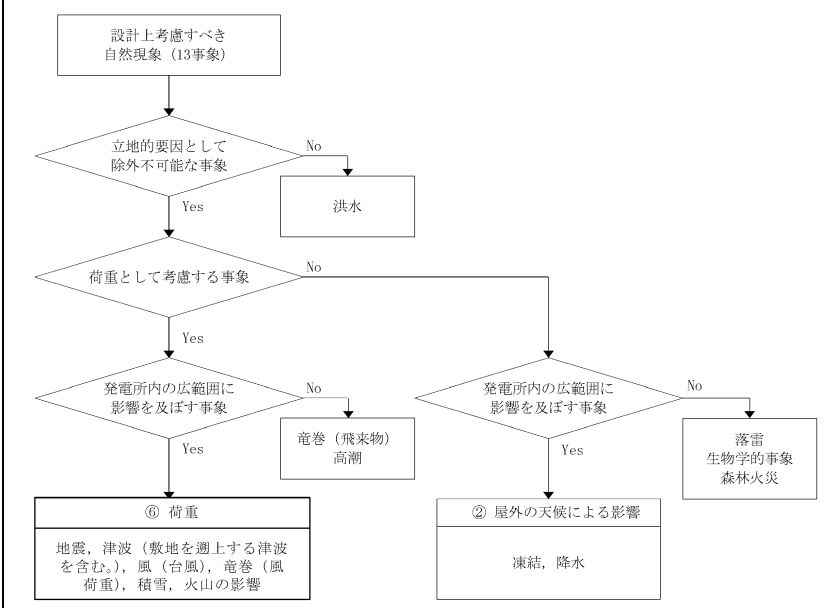 設計上考慮すべき
自然現象（13事象）
立地的要因として
除外不可能な事象
No
洪水
Yes
荷重として考慮する事象
No
Yes
発電所内の広範囲に
影響を及ぼす事象
No
竜巻（飛来物）
高潮
Yes
発電所内の広範囲に
影響を及ぼす事象
No
落雷
生物学的事象
森林火災
Yes
⑥ 荷重
地震，津波（敷地を遡上する津波
を含む。），風（台風），竜巻（風
荷重），積雪，火山の影響
② 屋外の天候による影響
凍結，降水